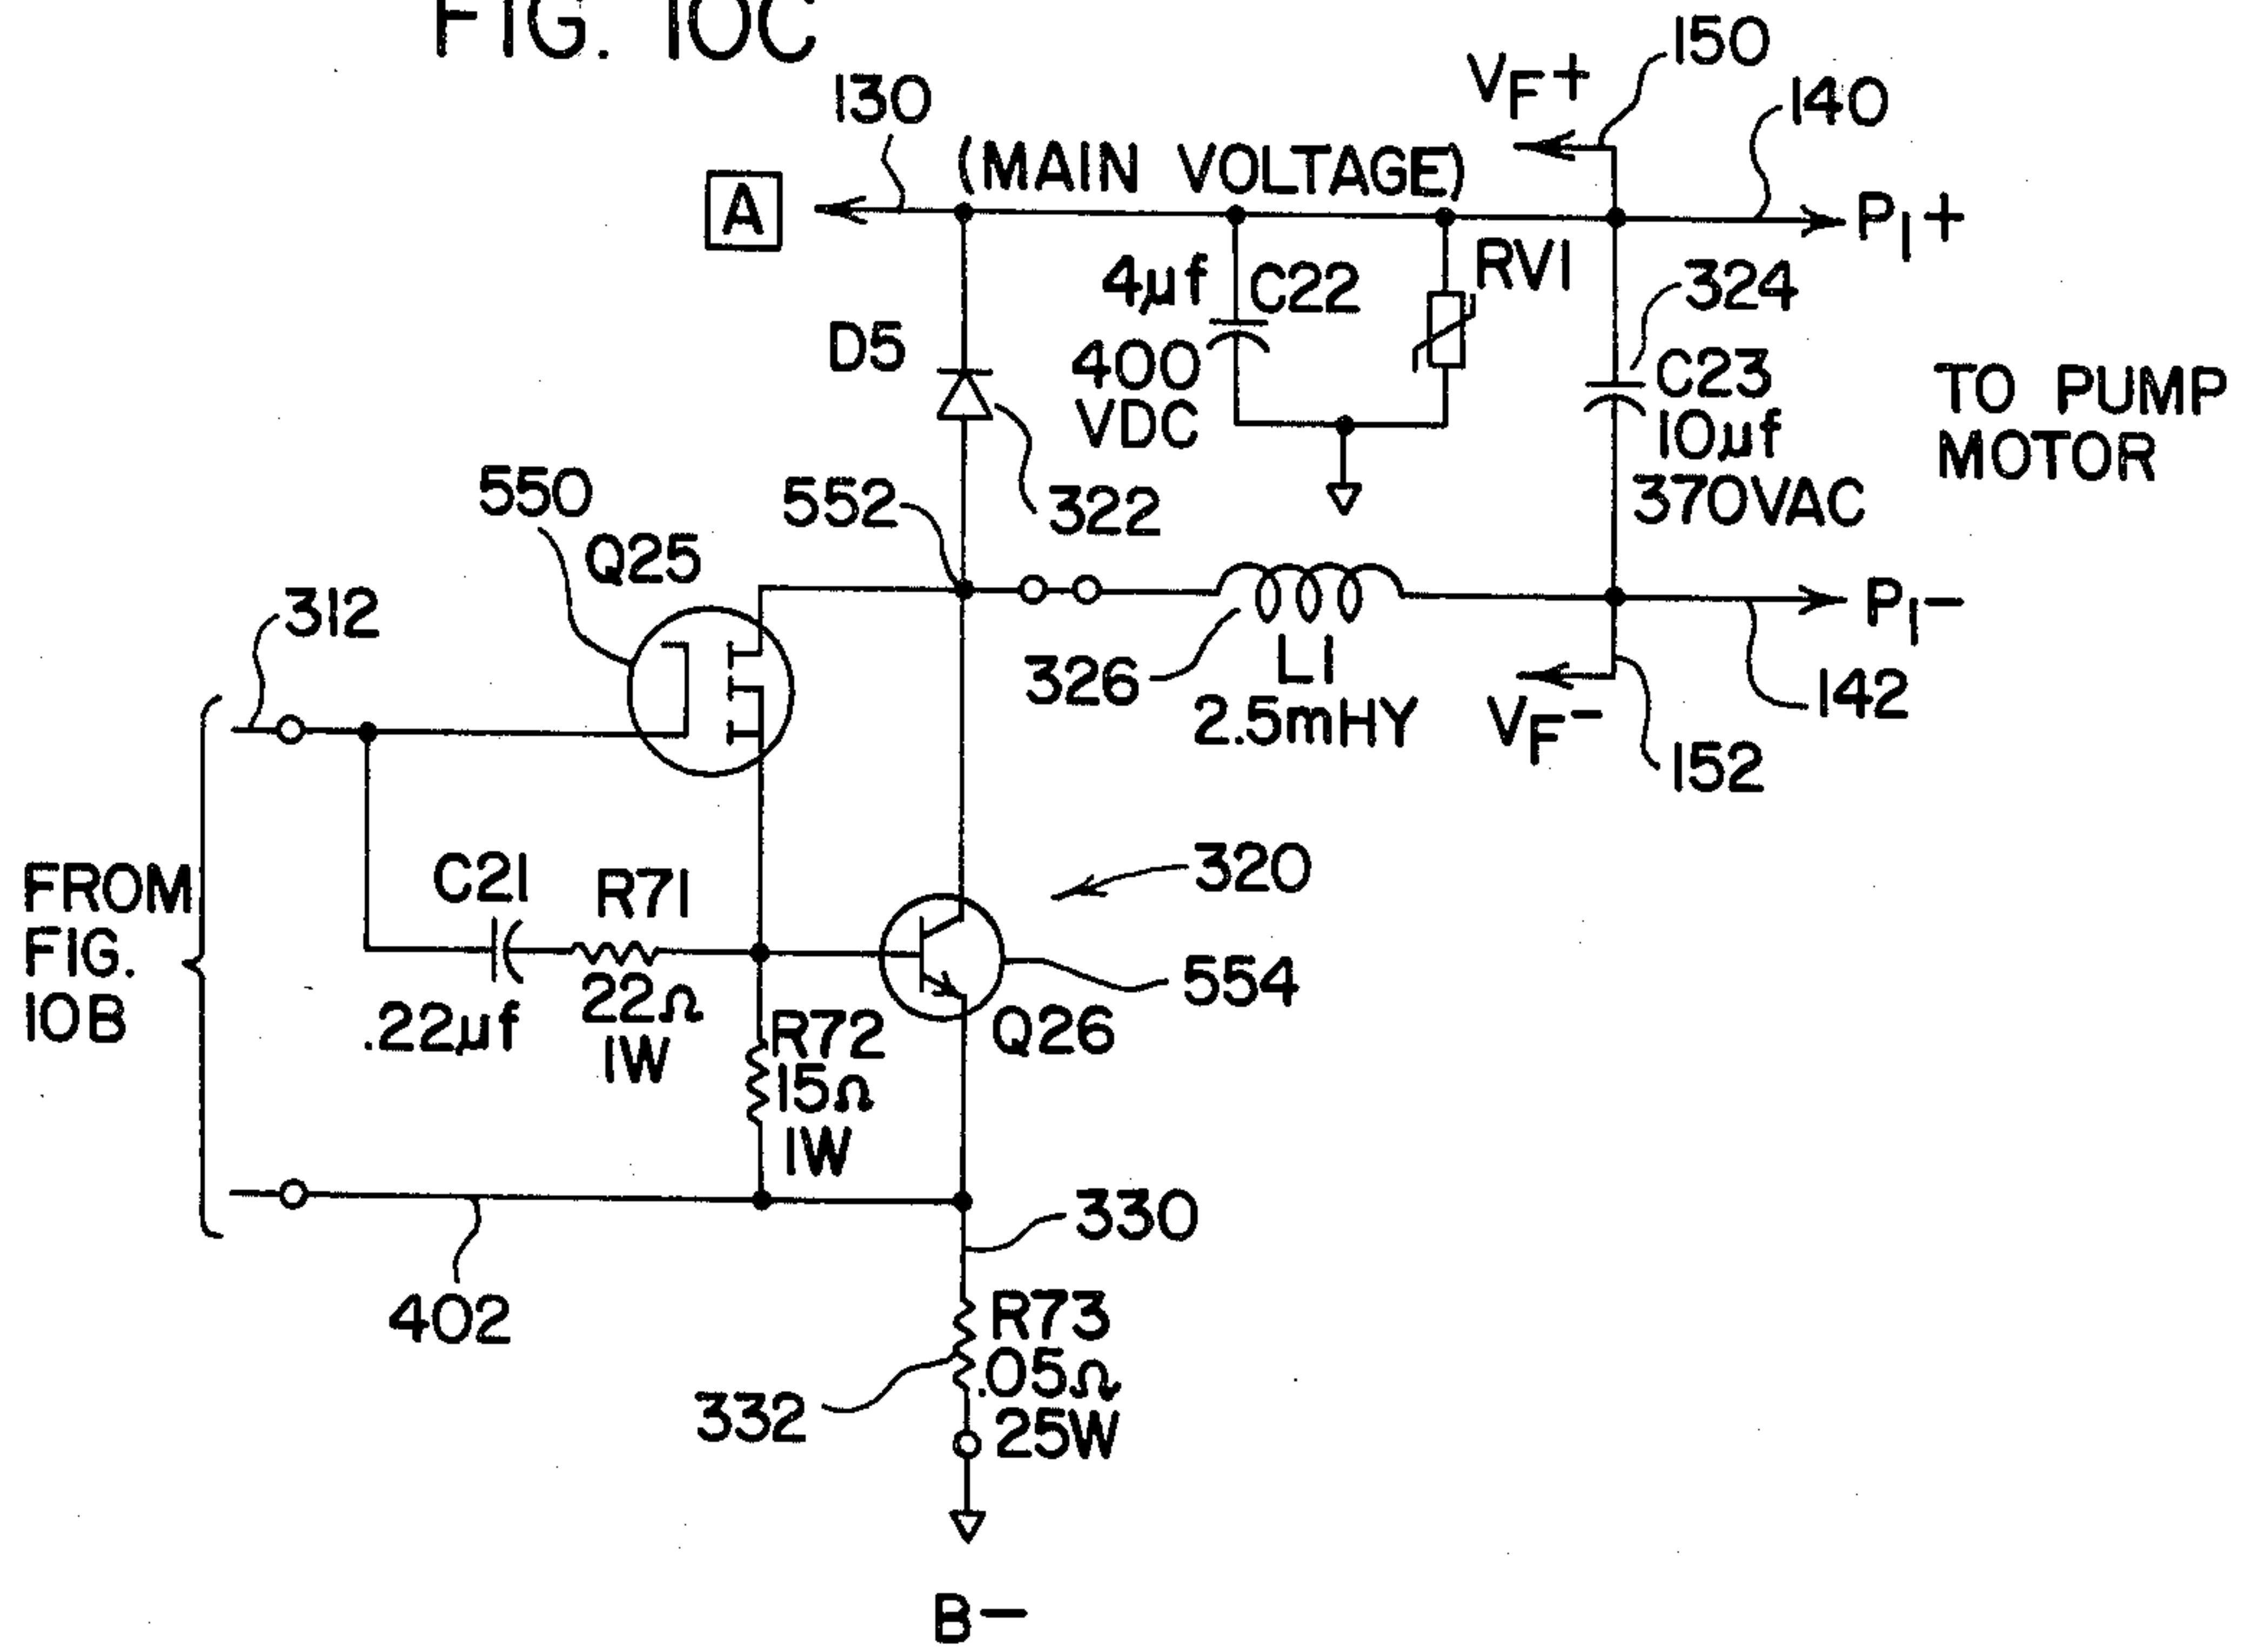 FIG. 10C
130
(MAIN VOLTAGE)
VF+
150
140
A
P1+
4µf
C22
RV1
324
D5
400
VDC
C23
10µf
370VAC
TO PUMP
MOTOR
550
Q25
552
322
312
326
L1
2.5mHY
P1-
VF-
142
152
FROM
FIG.
10B
C21
R71
320
.22µf
22Ω
1W
R72
15Ω
1W
554
Q26
330
402
R73
.05Ω
25W
332
B-